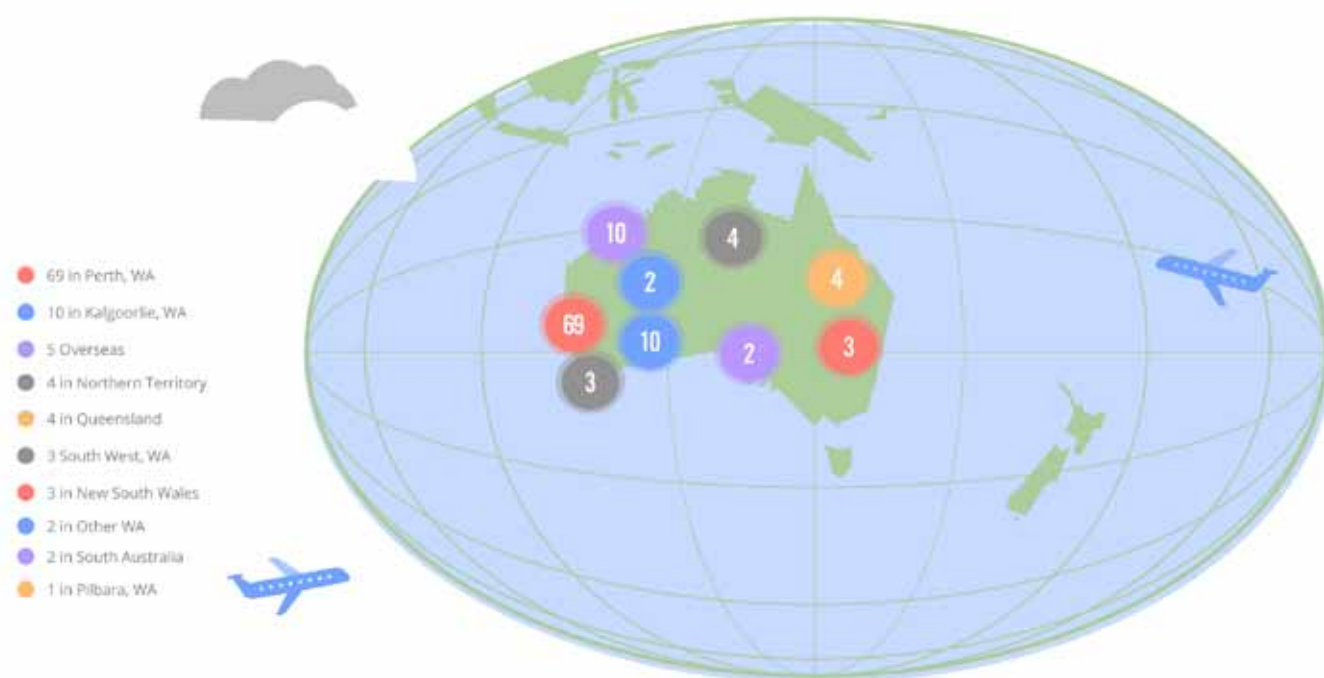 10
4
2
4
69
10
2
3
3
69 in Perth, WA
10 in Kalgoorlie, WA
5 Overseas
4 in Northern Territory
4 in Queensland
3 South West, WA
3 in New South Wales
2 in Other WA
2 in South Australia
1 in Pilbara, WA